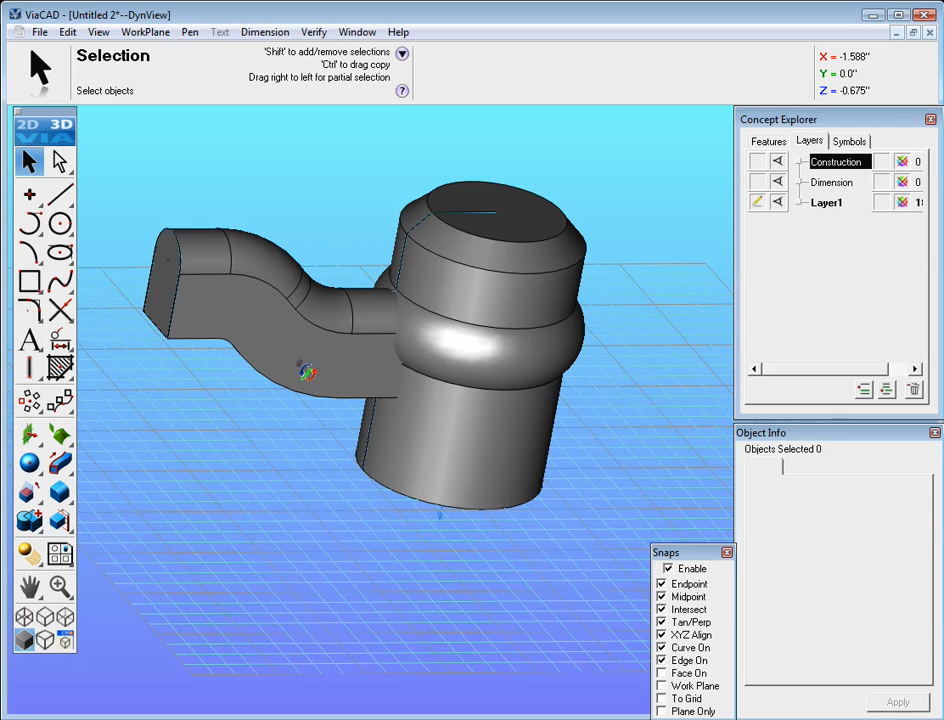 ViaCAD - [Untitled 2*--DynView]
File Edit View WorkPlane Pen Text Dimension Verify Window Help
Selection
Select objects
'Shift' to add/remove selections
'Ctrl' to drag copy
Drag right to left for partial selection
?
X = -1.588"
Y = 0.0"
Z = -0.675"
2D 3D
VIA
A
Concept Explorer
Features Layers Symbols
Construction 0
Dimension 0
Layer1
Object Info
Objects Selected 0
Apply
Snaps
Enable
Endpoint
Midpoint
Intersect
Tan/Perp
XYZ Align
Curve On
Edge On
Face On
Work Plane
To Grid
Plane Only